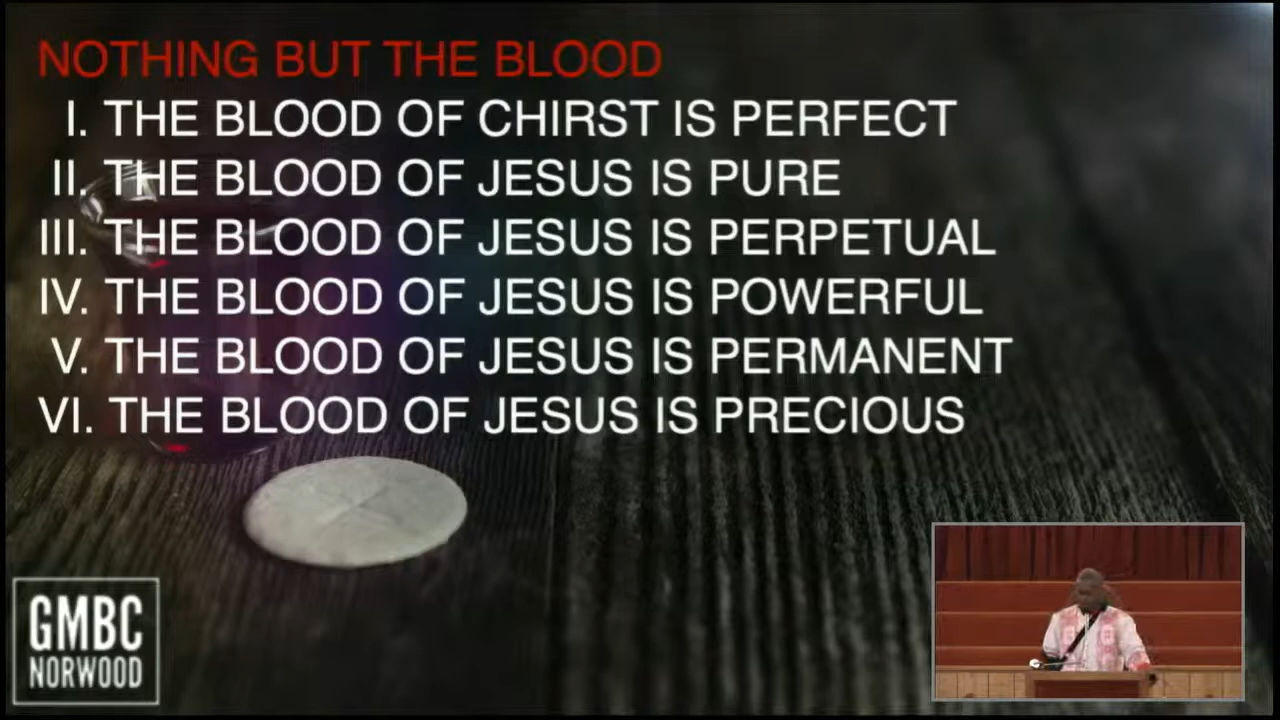 NOTHING BUT THE BLOOD
I. THE BLOOD OF CHIRST IS PERFECT
II. THE BLOOD OF JESUS IS PURE
III. THE BLOOD OF JESUS IS PERPETUAL
IV. THE BLOOD OF JESUS IS POWERFUL
V. THE BLOOD OF JESUS IS PERMANENT
VI. THE BLOOD OF JESUS IS PRECIOUS
GMBC
NORWOOD